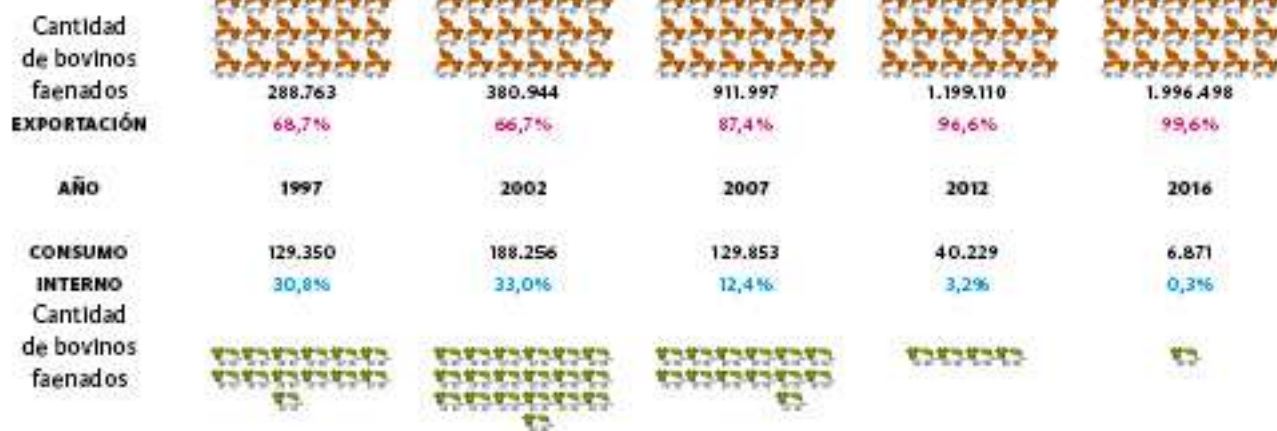 Cantidad
de bovinos
faenados 288.763 380.944 911.997 1.199.110 1.996.498
EXPORTACIÓN 68,7% 66,7% 87,4% 96,6% 99,6%
AÑO 1997 2002 2007 2012 2016
CONSUMO 129.350 188.256 129.853 40.229 6.871
INTERNO 30,8% 33,0% 12,4% 3,2% 0,3%
Cantidad
de bovinos
faenados